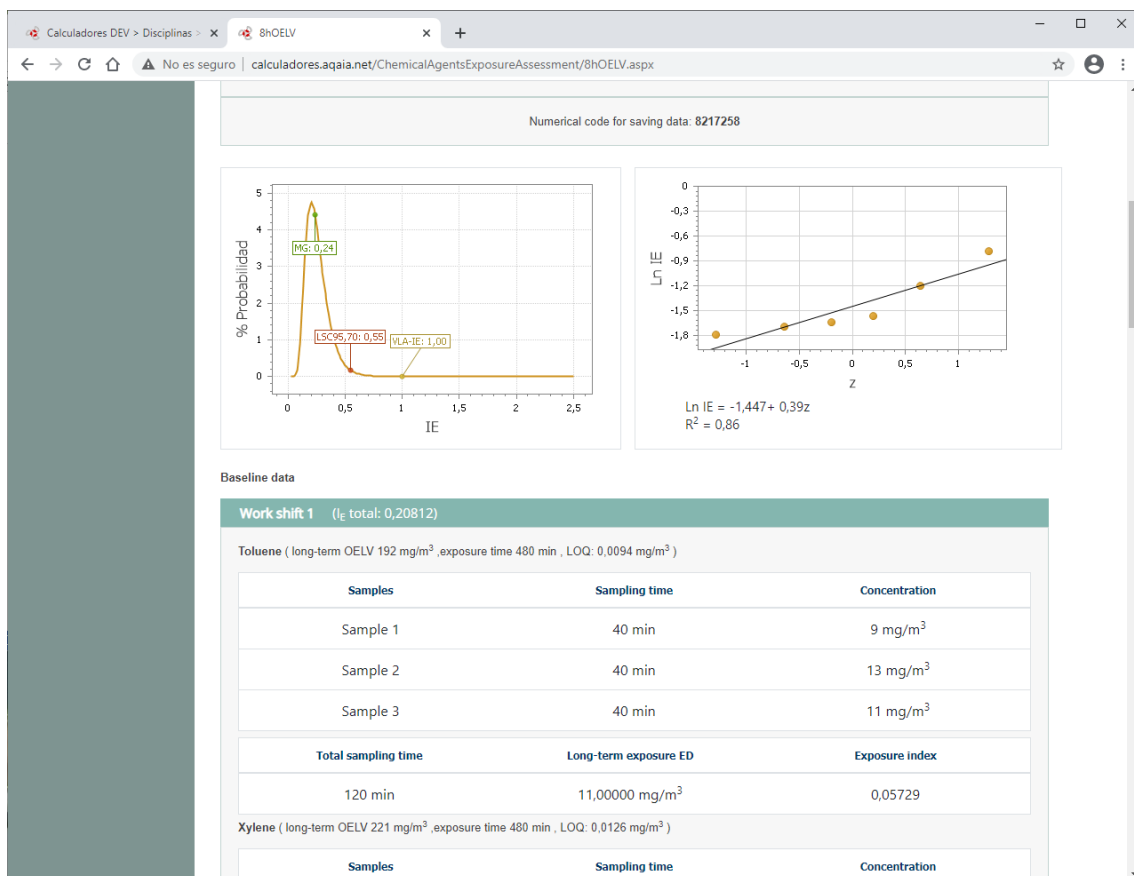 Calculadores DEV > Disciplinas >
8hOELV
No es seguro | calculadores.aqaia.net/ChemicalAgentsExposureAssessment/8hOELV.aspx
Numerical code for saving data: 8217258
5
4
3
2
1
0
% Probabilidad
MG: 0,24
LSC95,70: 0,55
VLA-IE: 1,00
0 0,5 1 1,5 2 2,5
IE
0
-0,3
-0,6
-0,9
-1,2
-1,5
-1,8
Ln IE
-1 -0,5 0 0,5 1
Z
Ln IE = -1,447+ 0,39z
R² = 0,86
Baseline data
Work shift 1 (IE total: 0,20812)
Toluene ( long-term OELV 192 mg/m³ ,exposure time 480 min , LOQ: 0,0094 mg/m³ )
Samples Sampling time Concentration
Sample 1 40 min 9 mg/m³
Sample 2 40 min 13 mg/m³
Sample 3 40 min 11 mg/m³
Total sampling time Long-term exposure ED Exposure index
120 min 11,00000 mg/m³ 0,05729
Xylene ( long-term OELV 221 mg/m³ ,exposure time 480 min , LOQ: 0,0126 mg/m³ )
Samples Sampling time Concentration